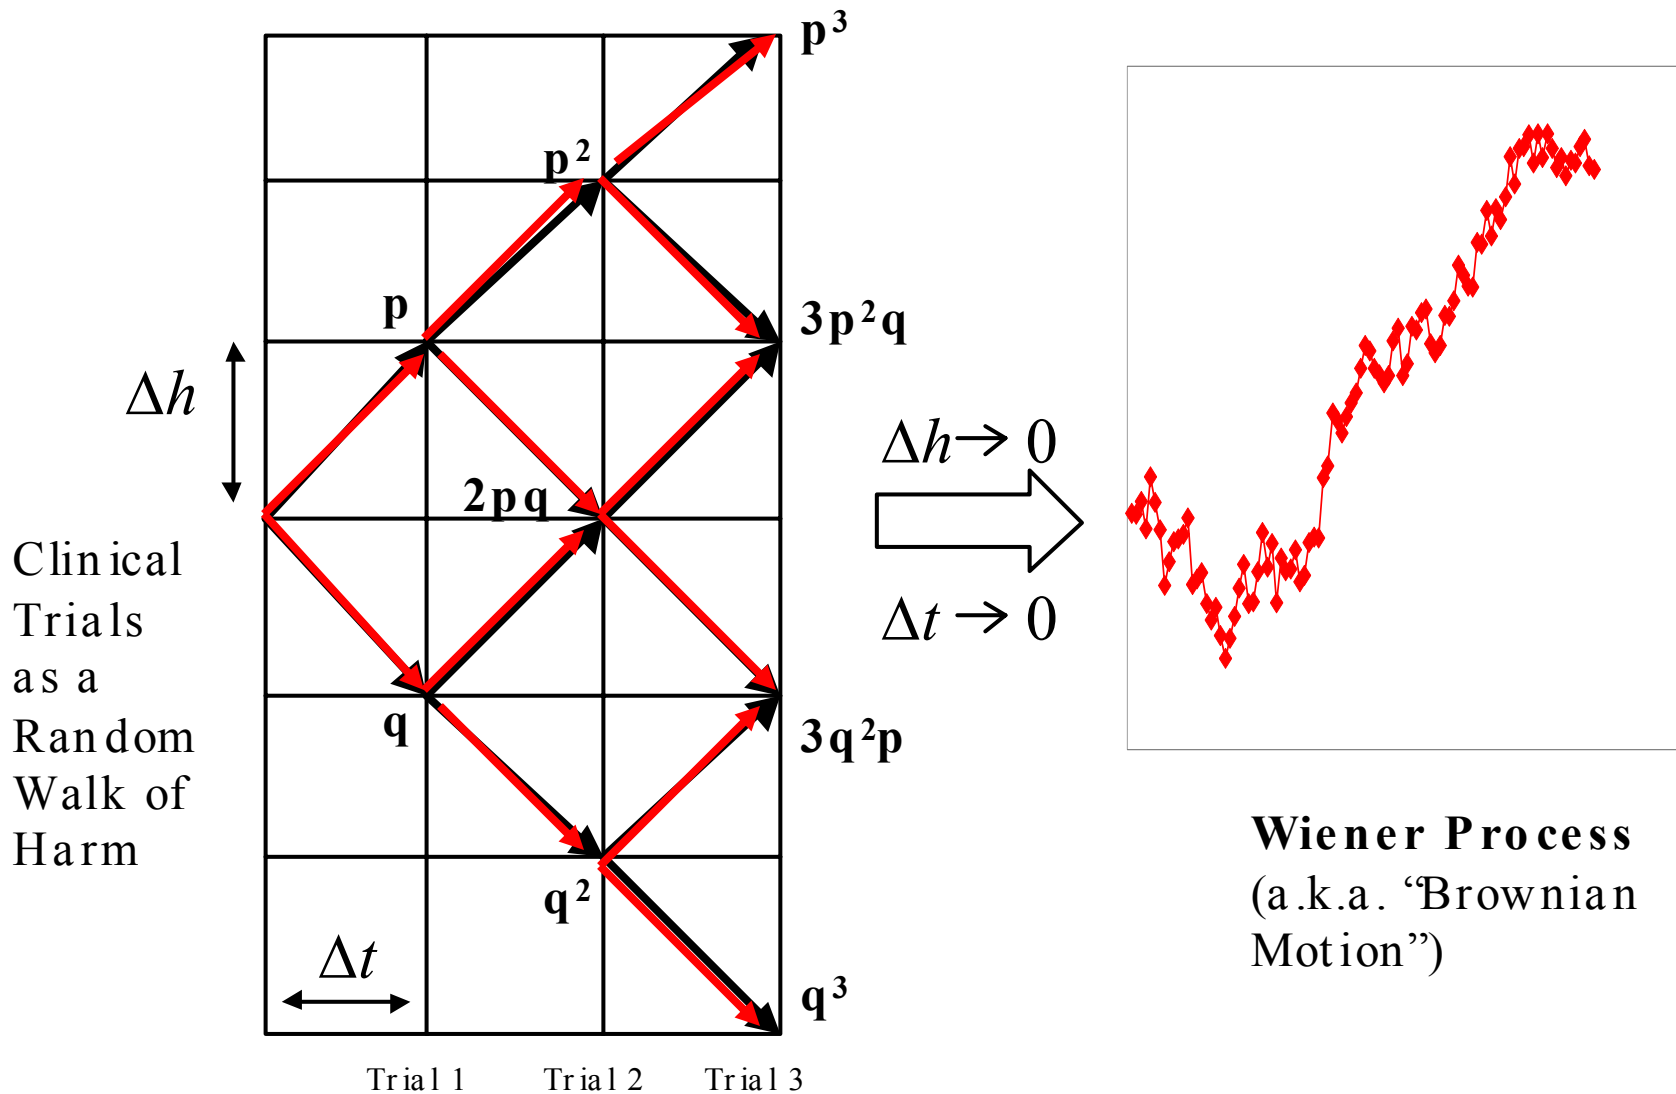 p³
p²
p
3p²q
Δh
Δh→0
2pq
Clinical
Trials
as a
Random
Walk of
Harm
Δt→0
q
3q²p
Wiener Process
(a.k.a. “Brownian
Motion”)
q²
Δt
q³
Trial 1 Trial 2 Trial 3